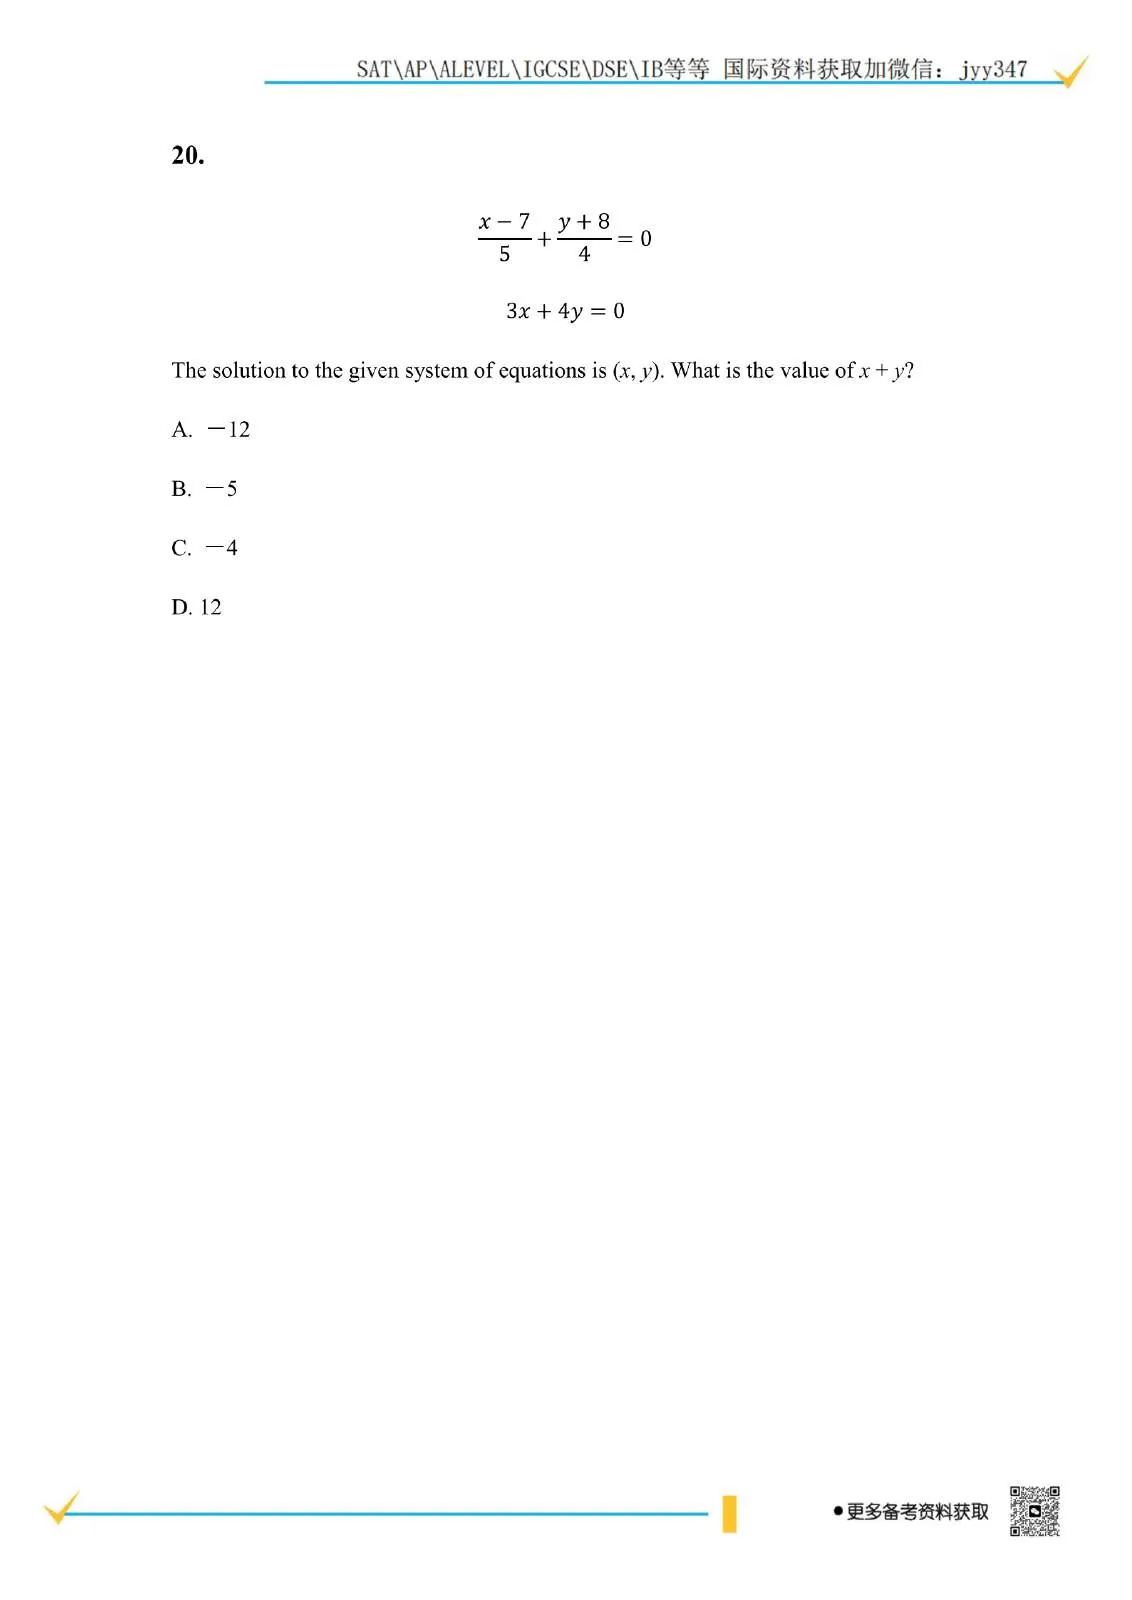 SAT\AP\ALEVEL\IGCSE\DSE\IB等等 国际资料获取加微信：jyy347
20.
\frac{x − 7}{5} + \frac{y + 8}{4} = 0
3x + 4y = 0
The solution to the given system of equations is (x, y). What is the value of x + y?
A. －12
B. －5
C. －4
D. 12
●更多备考资料获取